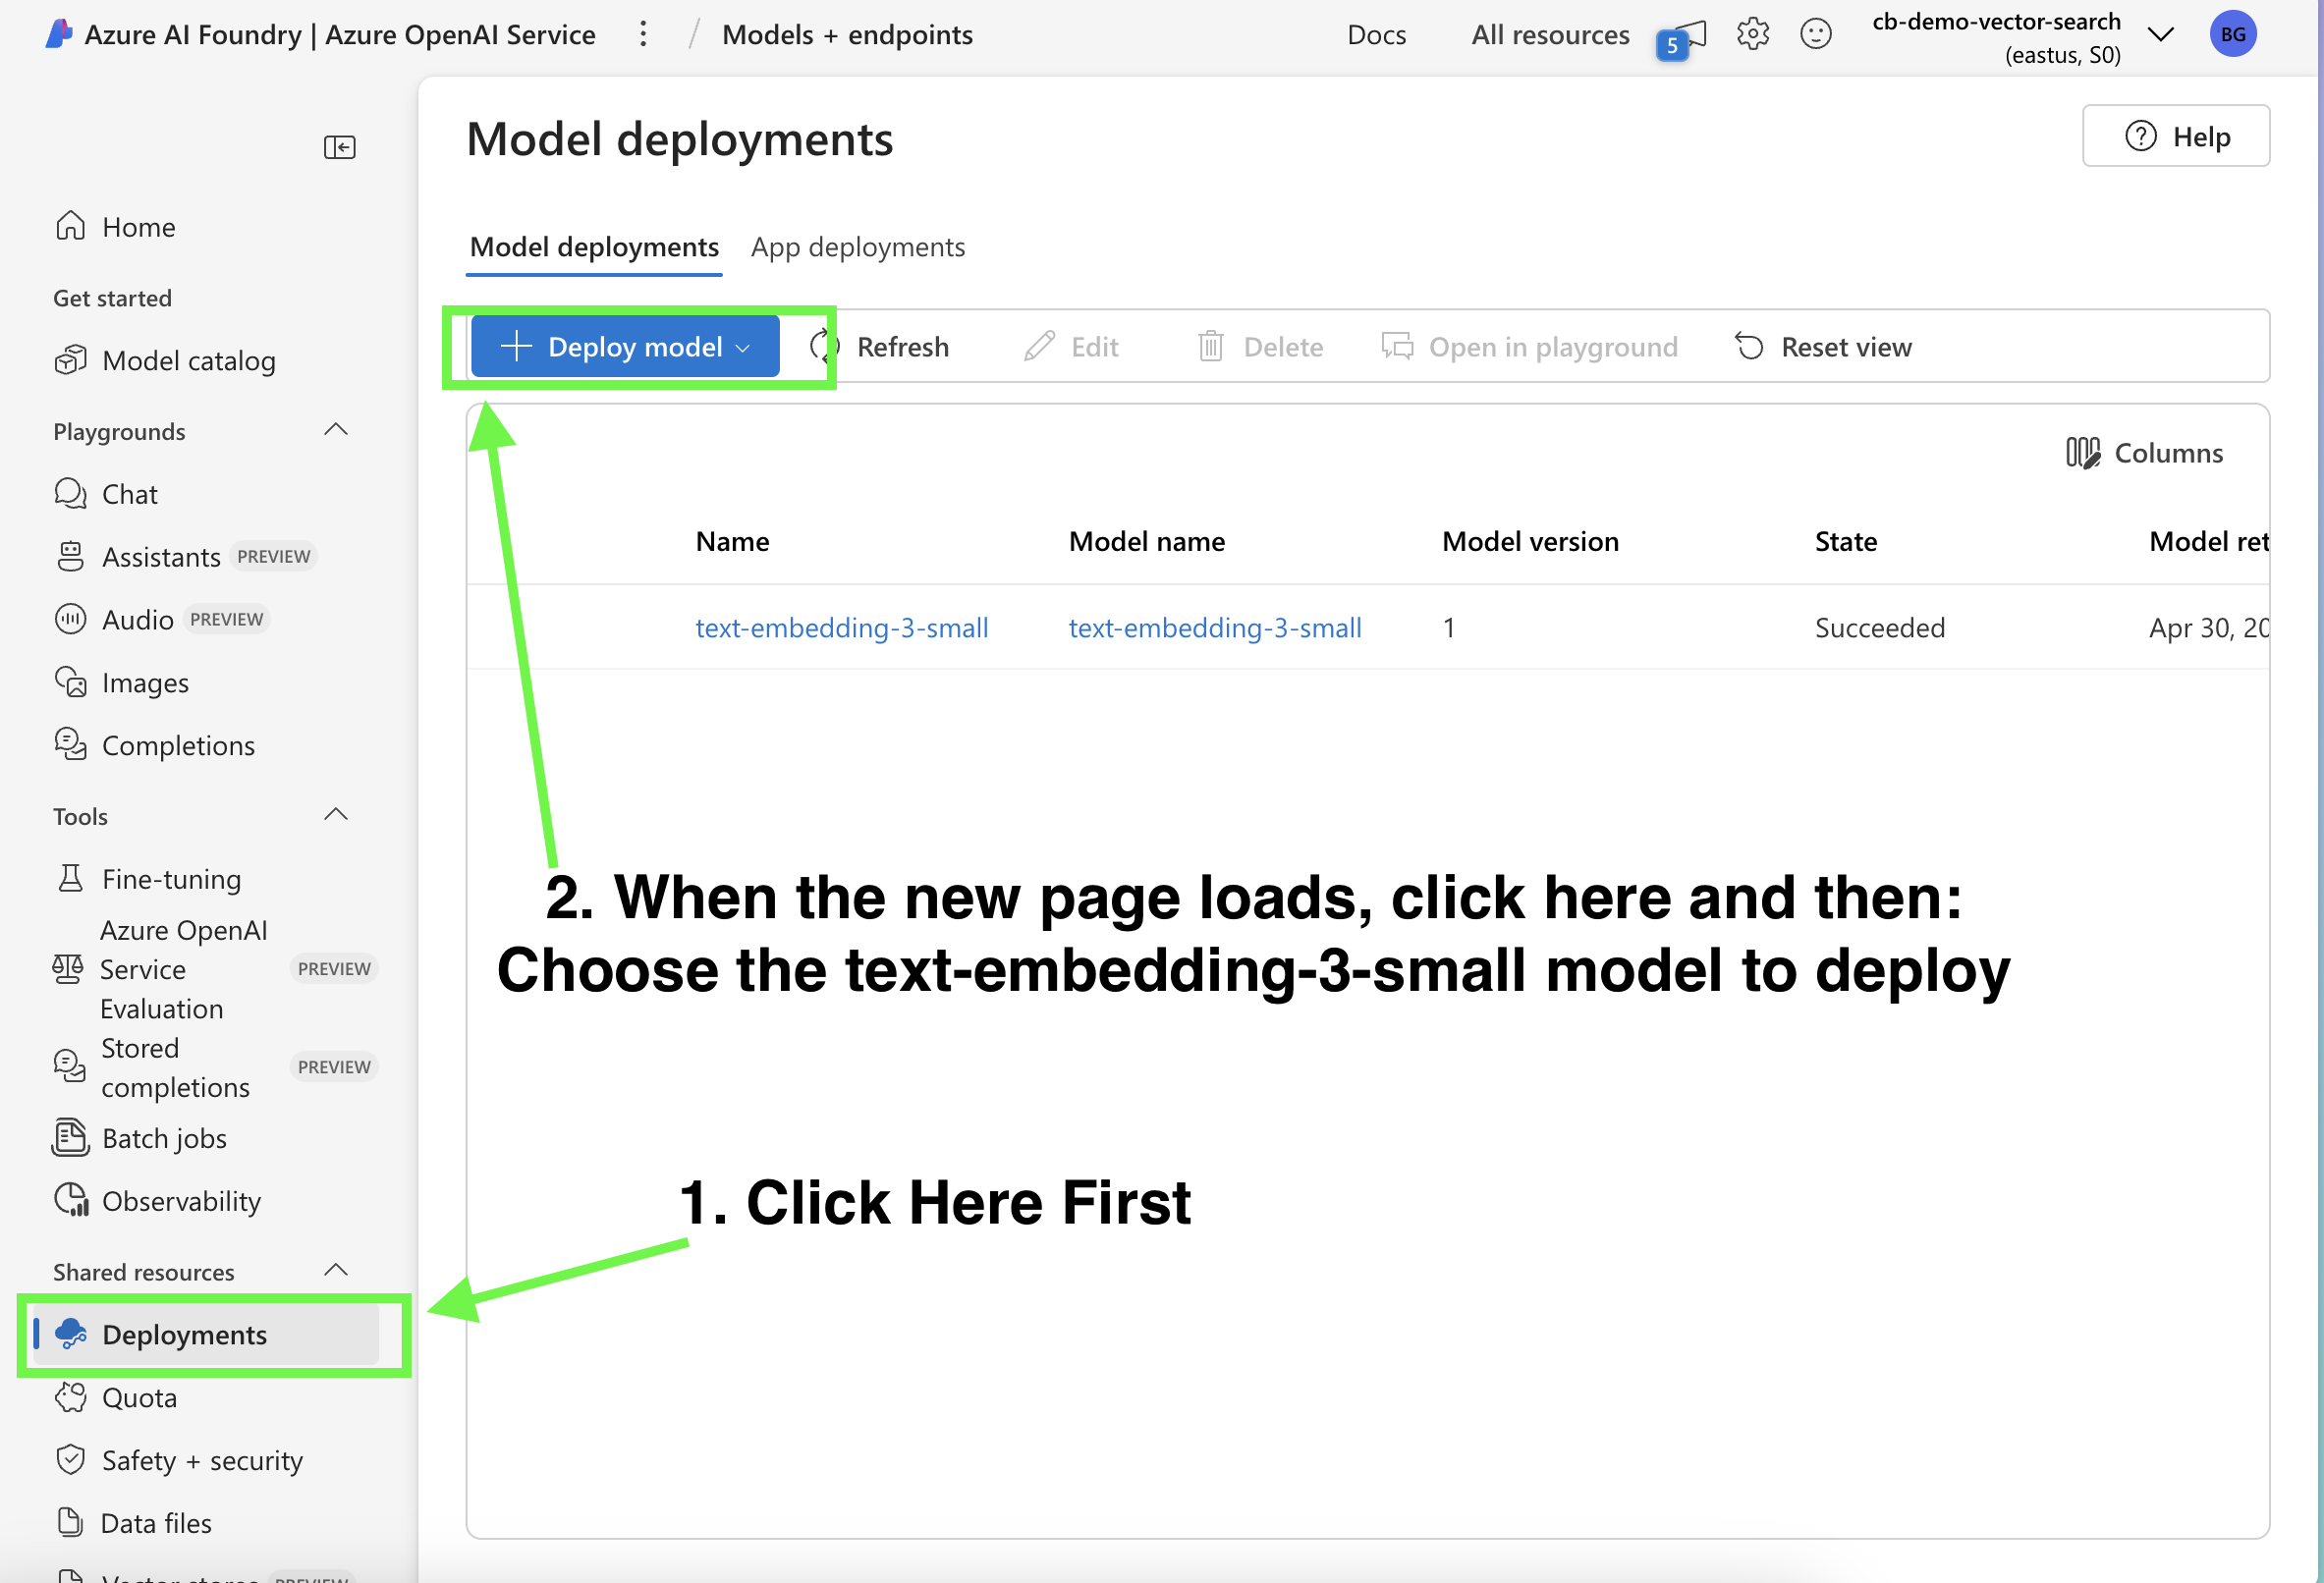 Azure AI Foundry | Azure OpenAI Service / Models + endpoints
Docs
All resources
5
cb-demo-vector-search
(eastus, S0)
BG
Home
Get started
Model catalog
Playgrounds
Chat
Assistants PREVIEW
Audio PREVIEW
Images
Completions
Tools
Fine-tuning
Azure OpenAI
Service PREVIEW
Evaluation
Stored
completions PREVIEW
Batch jobs
Observability
Shared resources
Deployments
Quota
Safety + security
Data files
Vector stores PREVIEW
Model deployments
Help
Model deployments App deployments
Deploy model Refresh Edit Delete Open in playground Reset view
Columns
Name Model name Model version State Model ret
text-embedding-3-small text-embedding-3-small 1 Succeeded Apr 30, 20
2. When the new page loads, click here and then:
Choose the text-embedding-3-small model to deploy
1. Click Here First